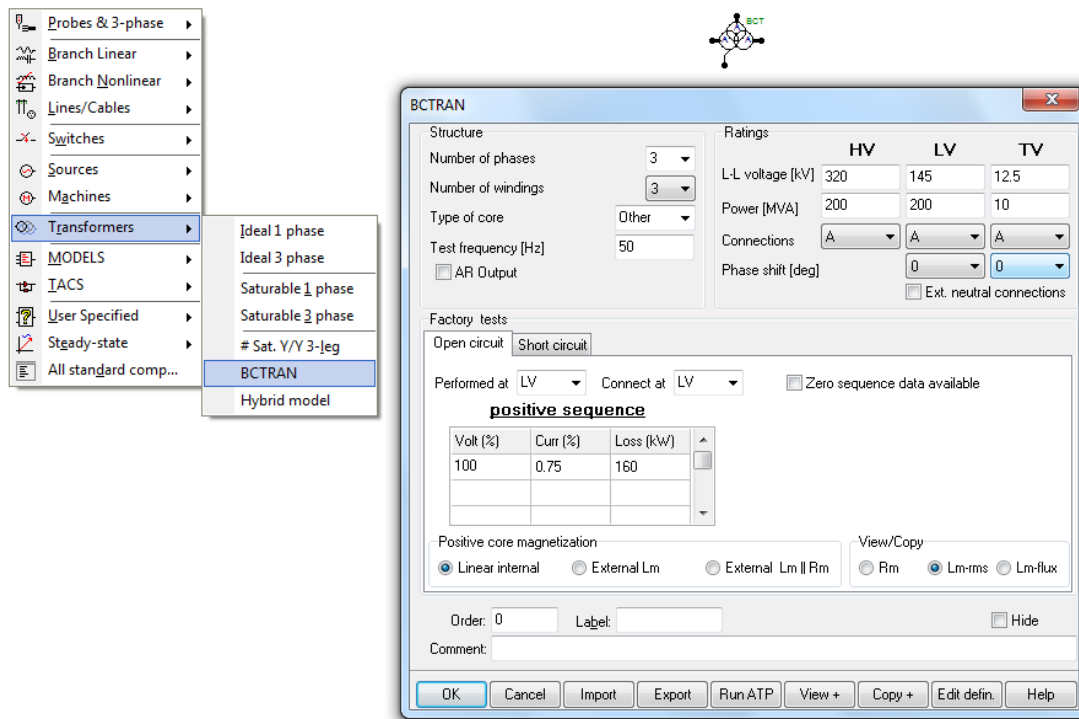 Probes & 3-phase
Branch Linear
Branch Nonlinear
Lines/Cables
Switches
Sources
Machines
Transformers
MODELS
TACS
User Specified
Steady-state
All standard comp...
Ideal 1 phase
Ideal 3 phase
Saturable 1 phase
Saturable 3 phase
# Sat. Y/Y 3-leg
BCTRAN
Hybrid model
BCT
A A
A
BCTRAN
Structure
Number of phases 3
Number of windings 3
Type of core Other
Test frequency [Hz] 50
AR Output
Ratings
HV LV TV
L-L voltage [kV] 320 145 12.5
Power [MVA] 200 200 10
Connections A A A
Phase shift [deg] 0 0
Ext. neutral connections
Factory tests
Open circuit Short circuit
Performed at LV Connect at LV Zero sequence data available
positive sequence
Volt (%) Curr (%) Loss (kW)
100 0.75 160
Positive core magnetization
Linear internal External Lm External Lm || Rm
View/Copy
Rm Lm-rms Lm-flux
Order: 0 Label: Hide
Comment:
OK Cancel Import Export Run ATP View + Copy + Edit defin. Help